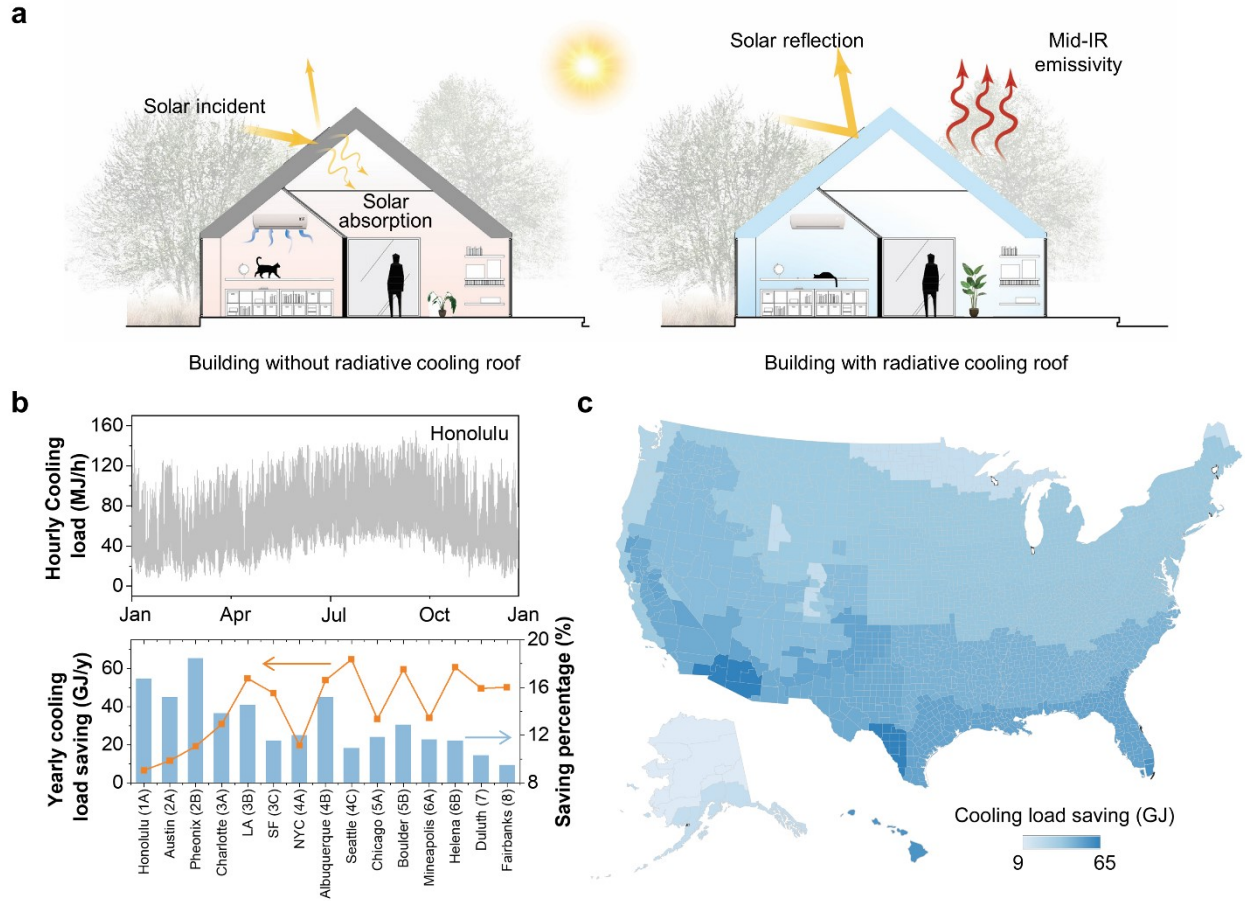 a
Solar incident
Solar absorption
Building without radiative cooling roof
Solar reflection
Mid-IR emissivity
Building with radiative cooling roof
b
Hourly Cooling load (MJ/h)
160
120
80
40
0
Honolulu
Jan
Apr
Jul
Oct
Jan
Yearly cooling load saving (GJ/y)
60
40
20
0
20
16
12
8
Saving percentage (%)
Honolulu (1A)
Austin (2A)
Pheonix (2B)
Charlotte (3A)
LA (3B)
SF (3C)
NYC (4A)
Albuquerque (4B)
Seattle (4C)
Chicago (5A)
Boulder (5B)
Mineapolis (6A)
Helena (6B)
Duluth (7)
Fairbanks (8)
c
Cooling load saving (GJ)
9
65